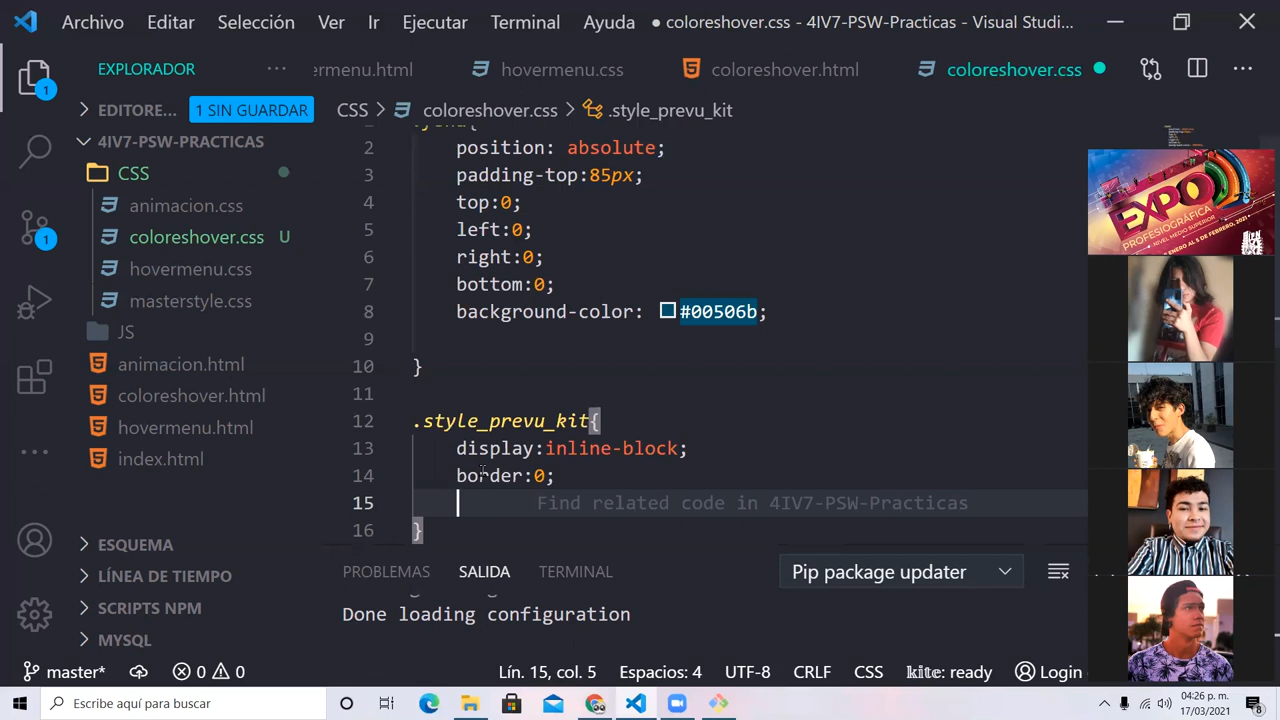 Archivo Editar Selección Ver Ir Ejecutar Terminal Ayuda ● coloreshover.css - 4IV7-PSW-Practicas - Visual Studi...
EXPLORADOR ...
ermenu.html hovermenu.css coloreshover.html coloreshover.css ● ...
EDITORE... 1 SIN GUARDAR
CSS > coloreshover.css > .style_prevu_kit
4IV7-PSW-PRACTICAS
CSS
animacion.css
coloreshover.css U
hovermenu.css
masterstyle.css
JS
animacion.html
coloreshover.html
hovermenu.html
index.html
ESQUEMA
LÍNEA DE TIEMPO
SCRIPTS NPM
MYSQL
1
1
2 position: absolute;
3 padding-top:85px;
4 top:0;
5 left:0;
6 right:0;
7 bottom:0;
8 background-color: #00506b;
9
10 }
11
12 .style_prevu_kit{
13 display:inline-block;
14 border:0;
15 Find related code in 4IV7-PSW-Practicas
16 }
PROBLEMAS SALIDA TERMINAL Pip package updater
Done loading configuration
EXPO
PROFESIOGRÁFICA
NIVEL MEDIO SUPERIOR
master* 0 0 Lín. 15, col. 5 Espacios: 4 UTF-8 CRLF CSS kite: ready Login
Escribe aquí para buscar
04:26 p. m.
17/03/2021
8